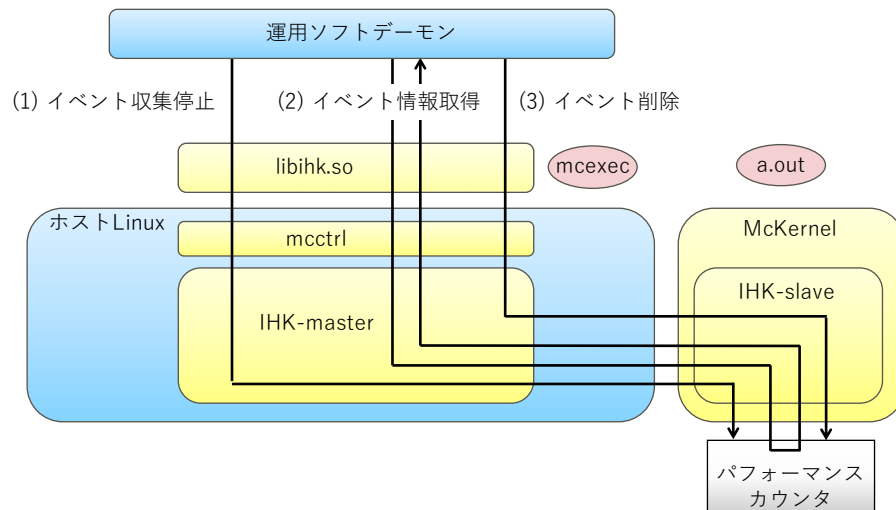 運用ソフトデーモン
(1) イベント収集停止
(2) イベント情報取得
(3) イベント削除
libihk.so
mcexec
a.out
ホストLinux
mcctrl
McKernel
IHK-master
IHK-slave
パフォーマンス
カウンタ